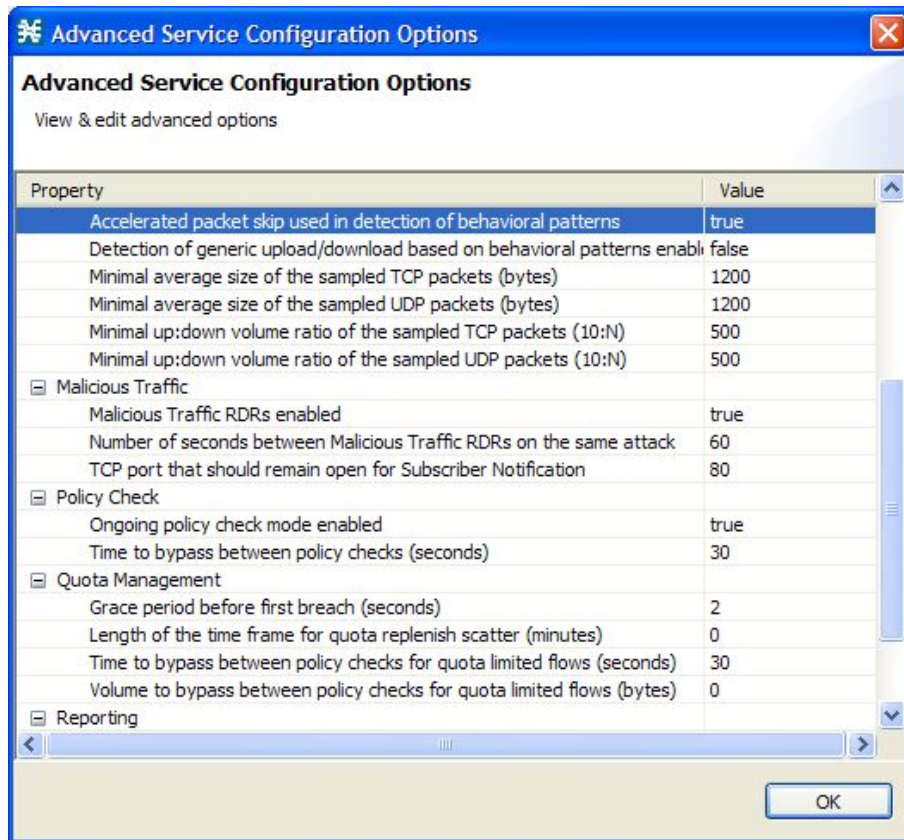 Advanced Service Configuration Options
Advanced Service Configuration Options
View & edit advanced options
Property Value
Accelerated packet skip used in detection of behavioral patterns true
Detection of generic upload/download based on behavioral patterns enabl false
Minimal average size of the sampled TCP packets (bytes) 1200
Minimal average size of the sampled UDP packets (bytes) 1200
Minimal up:down volume ratio of the sampled TCP packets (10:N) 500
Minimal up:down volume ratio of the sampled UDP packets (10:N) 500
Malicious Traffic
Malicious Traffic RDRs enabled true
Number of seconds between Malicious Traffic RDRs on the same attack 60
TCP port that should remain open for Subscriber Notification 80
Policy Check
Ongoing policy check mode enabled true
Time to bypass between policy checks (seconds) 30
Quota Management
Grace period before first breach (seconds) 2
Length of the time frame for quota replenish scatter (minutes) 0
Time to bypass between policy checks for quota limited flows (seconds) 30
Volume to bypass between policy checks for quota limited flows (bytes) 0
Reporting
OK